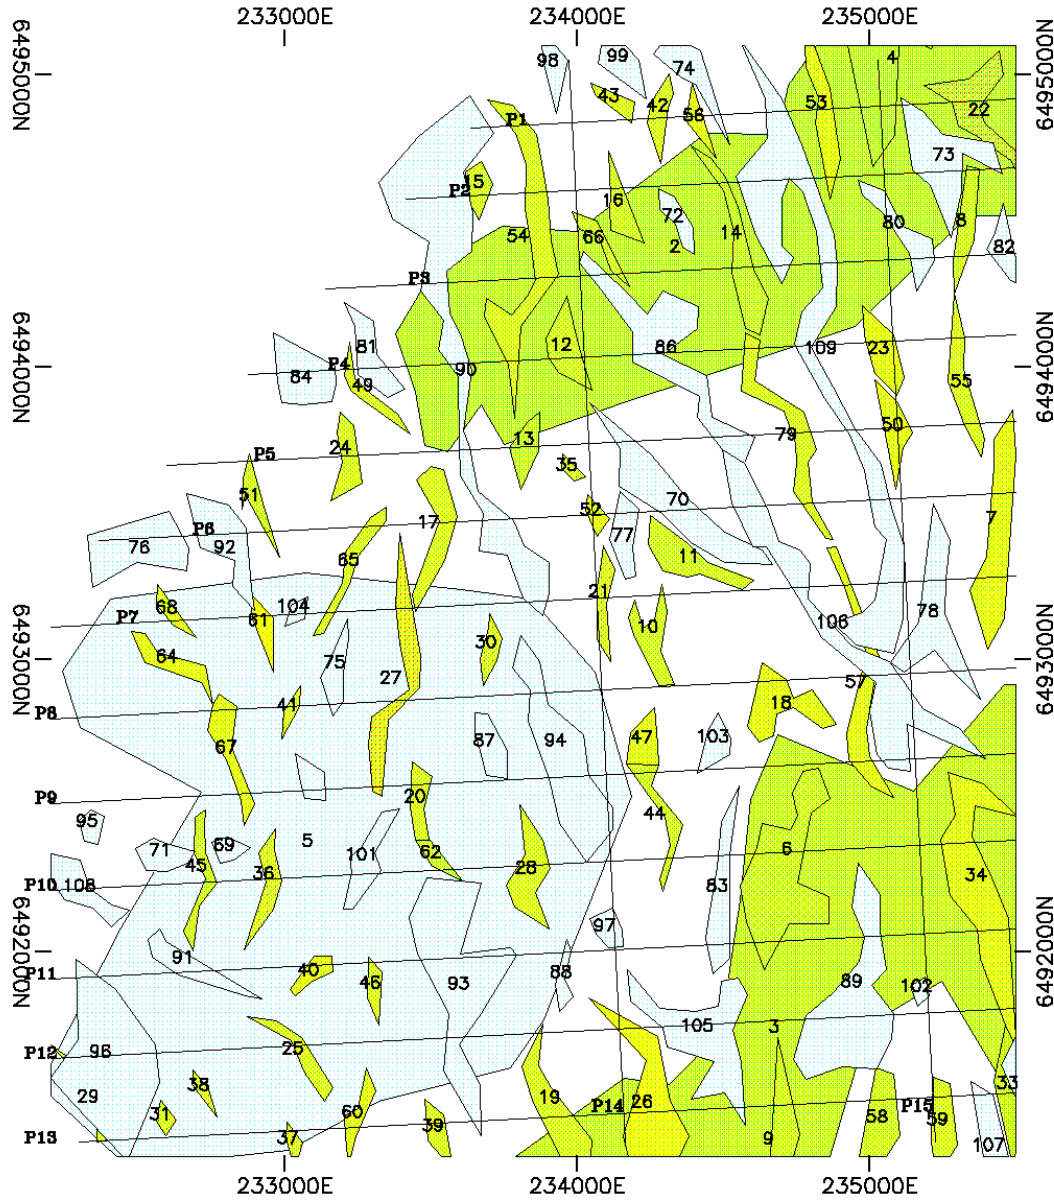 233000E 234000E 235000E
6495000N 6495000N
98 99 74 4
43 42 56 53 22
P1
73
P2 15 16 72 80 8
54 66 2 14 82
P3
81 12 86 109 23
84 P4 49 90 55
6494000N 6494000N
24 13 79 50
P5 35
51 17 52 70 7
P6 77
76 92 65 11
68 104 21 78
P7 61 30 10 106
64 75 27
6493000N 6493000N
P8 41 57 18
67 87 94 47 103
P9 20
95 44
71 69 5 101 62 6
45 36 28 34
P10 108 83
97
91
6492000N 6492000N
P11 40 46 93 88 89 102
105 3
P12 96 25
29 38 19 33
31 60 P14 26 P15
39 58 59
P13 37 9 107
233000E 234000E 235000E